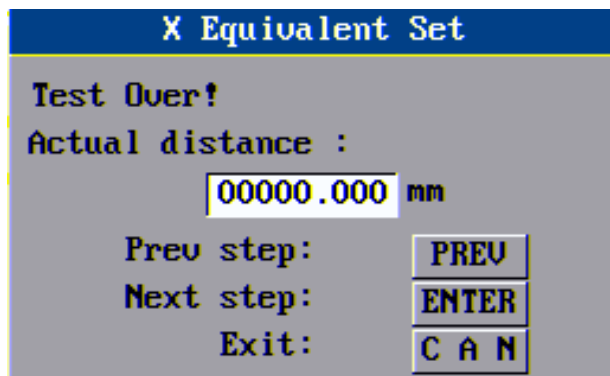 X Equivalent Set
Test Over!
Actual distance :
00000.000 mm
Prev step: PREV
Next step: ENTER
Exit: C A N